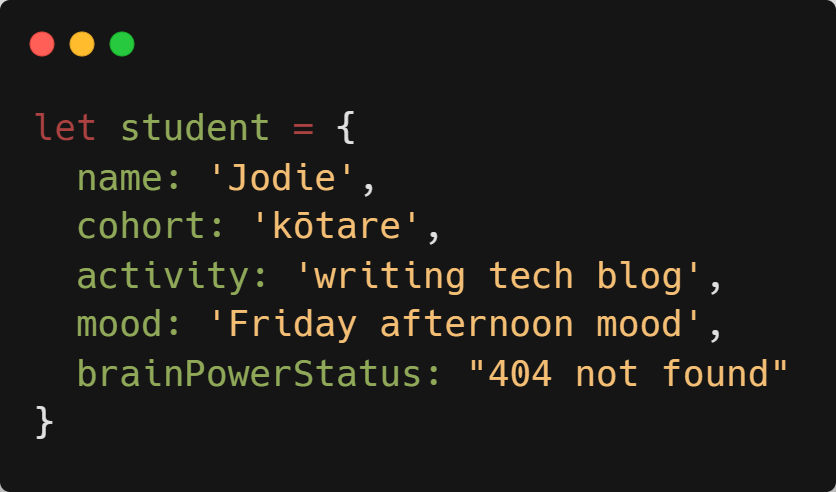 let student = {
  name: 'Jodie',
  cohort: 'kōtare',
  activity: 'writing tech blog',
  mood: 'Friday afternoon mood',
  brainPowerStatus: "404 not found"
}